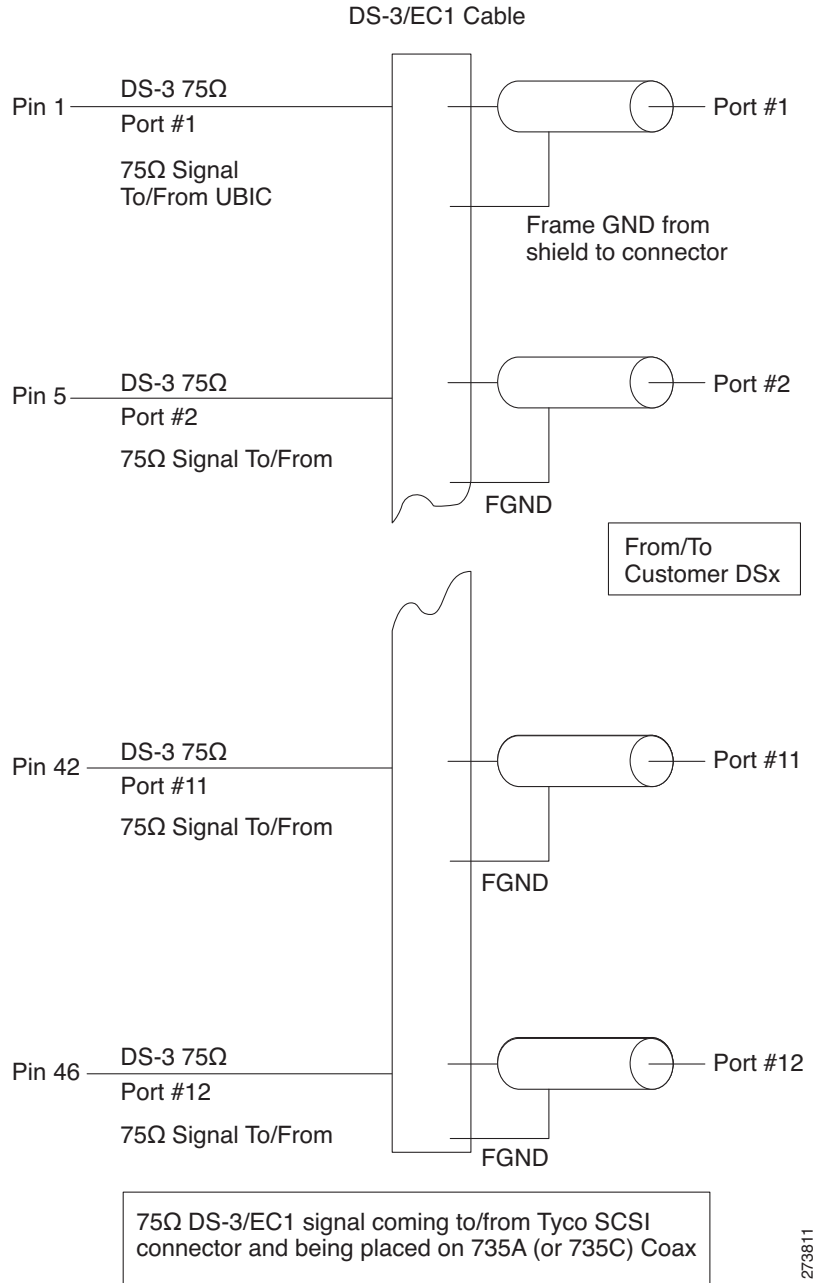 DS-3/EC1 Cable
Pin 1
DS-3 75Ω
Port #1
75Ω Signal
To/From UBIC
Port #1
Frame GND from
shield to connector
Pin 5
DS-3 75Ω
Port #2
75Ω Signal To/From
Port #2
FGND
From/To
Customer DSx
Pin 42
DS-3 75Ω
Port #11
75Ω Signal To/From
Port #11
FGND
Pin 46
DS-3 75Ω
Port #12
75Ω Signal To/From
Port #12
FGND
75Ω DS-3/EC1 signal coming to/from Tyco SCSI
connector and being placed on 735A (or 735C) Coax
273811